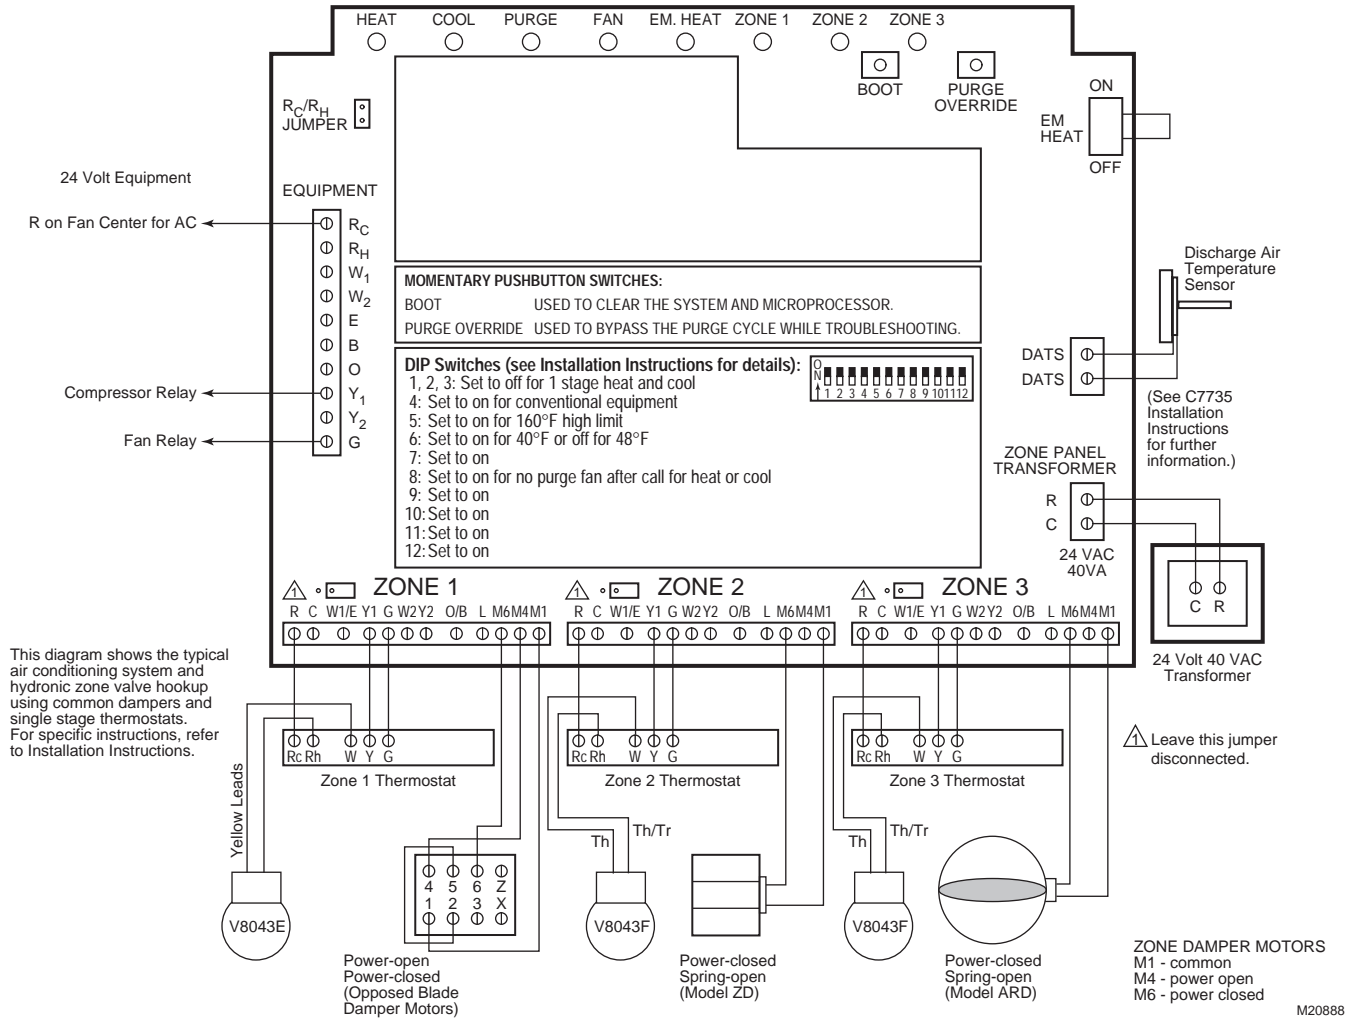 HEAT COOL PURGE FAN EM. HEAT ZONE 1 ZONE 2 ZONE 3
BOOT
PURGE
OVERRIDE
ON
EM
HEAT
OFF
RC/RH
JUMPER
24 Volt Equipment
EQUIPMENT
R on Fan Center for AC
RC
RH
W1
W2
E
B
O
Compressor Relay
Y1
Y2
Fan Relay
G
MOMENTARY PUSHBUTTON SWITCHES:
BOOT USED TO CLEAR THE SYSTEM AND MICROPROCESSOR.
PURGE OVERRIDE USED TO BYPASS THE PURGE CYCLE WHILE TROUBLESHOOTING.
DIP Switches (see Installation Instructions for details):
1, 2, 3: Set to off for 1 stage heat and cool
4: Set to on for conventional equipment
5: Set to on for 160°F high limit
6: Set to on for 40°F or off for 48°F
7: Set to on
8: Set to on for no purge fan after call for heat or cool
9: Set to on
10: Set to on
11: Set to on
12: Set to on
O
N
1 2 3 4 5 6 7 8 9 10 11 12
Discharge Air
Temperature
Sensor
DATS
DATS
(See C7735
Installation
Instructions
for further
information.)
ZONE PANEL
TRANSFORMER
R
C
24 VAC
40VA
C R
24 Volt 40 VAC
Transformer
1 ZONE 1
R C W1/E Y1 G W2 Y2 O/B L M6 M4 M1
1 ZONE 2
R C W1/E Y1 G W2 Y2 O/B L M6 M4 M1
1 ZONE 3
R C W1/E Y1 G W2 Y2 O/B L M6 M4 M1
This diagram shows the typical
air conditioning system and
hydronic zone valve hookup
using common dampers and
single stage thermostats.
For specific instructions, refer
to Installation Instructions.
Rc Rh W Y G
Zone 1 Thermostat
Rc Rh W Y G
Zone 2 Thermostat
Rc Rh W Y G
Zone 3 Thermostat
1 Leave this jumper
disconnected.
Yellow Leads
V8043E
4 5 6 Z
1 2 3 X
Power-open
Power-closed
(Opposed Blade
Damper Motors)
Th
Th/Tr
V8043F
Power-closed
Spring-open
(Model ZD)
Th
Th/Tr
V8043F
Power-closed
Spring-open
(Model ARD)
ZONE DAMPER MOTORS
M1 - common
M4 - power open
M6 - power closed
M20888